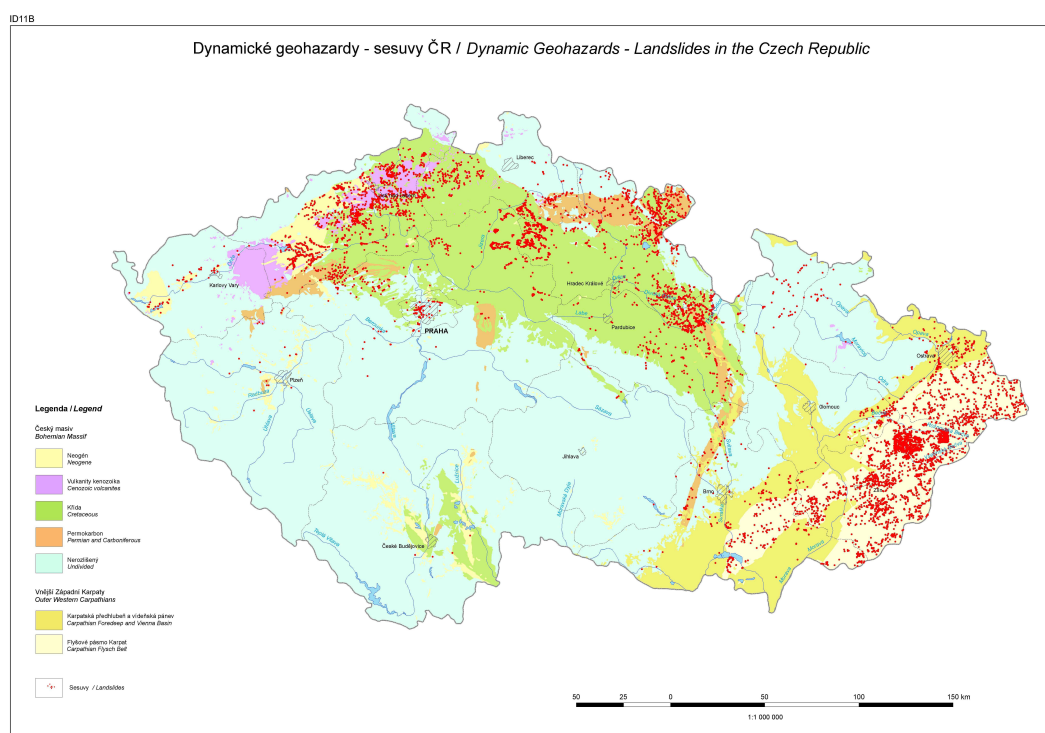 ID11B
Dynamické geohazardy - sesuvy ČR / Dynamic Geohazards - Landslides in the Czech Republic
Liberec
Karlovy Vary
Hradec Králové
PRAHA
Pardubice
Labe
Ostrava
Plzeň
Olomouc
Sázava
Jihlava
Brno
České Budějovice
Lužnice
Morava
Legenda / Legend
Český masiv
Bohemian Massif
Neogén
Neogene
Vulkanity kenozoika
Cenozoic volcanites
Křída
Cretaceous
Permokarbon
Permian and Carboniferous
Nerozlišený
Undivided
Vnější Západní Karpaty
Outer Western Carpathians
Karpatská předhlubeň a vídeňská pánev
Carpathian Foredeep and Vienna Basin
Flyšové pásmo Karpat
Carpathian Flysch Belt
Sesuvy / Landslides
50 25 0 50 100 150 km
1:1 000 000